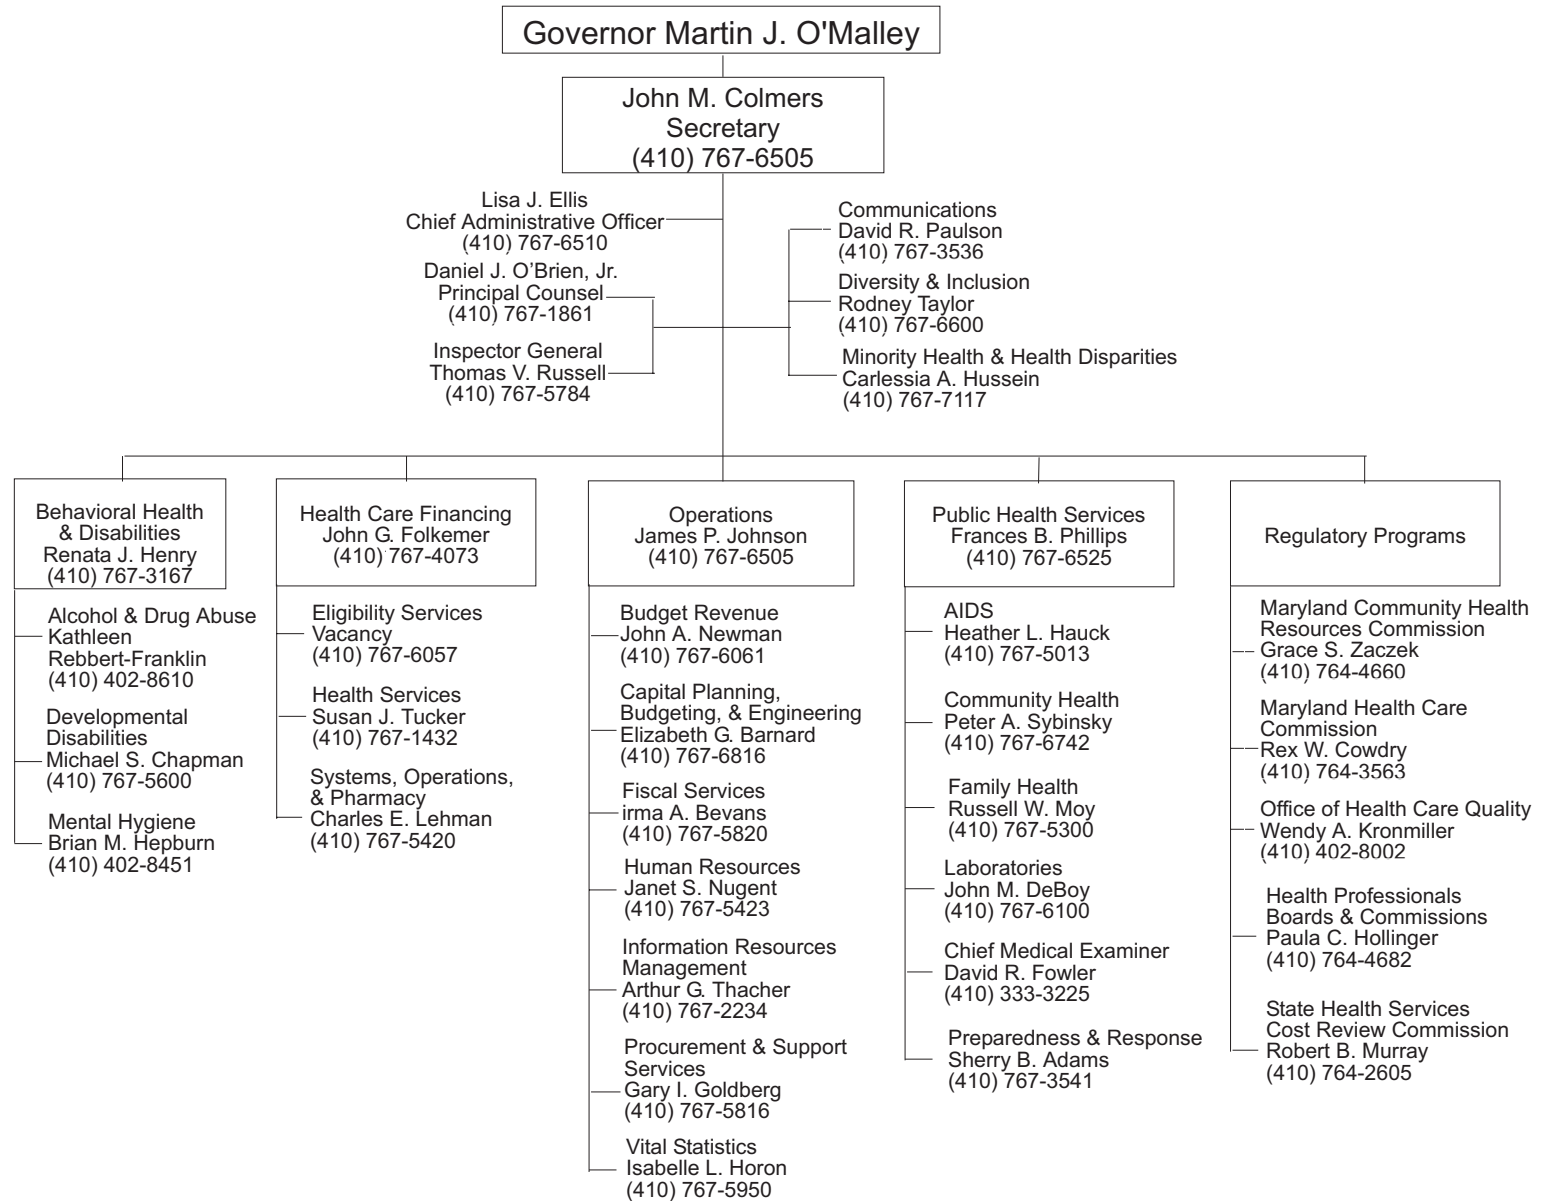 Governor Martin J. O'Malley
John M. Colmers
Secretary
(410) 767-6505
Lisa J. Ellis
Chief Administrative Officer
(410) 767-6510
Daniel J. O’Brien, Jr.
Principal Counsel
(410) 767-1861
Inspector General
Thomas V. Russell
(410) 767-5784
Communications
David R. Paulson
(410) 767-3536
Diversity & Inclusion
Rodney Taylor
(410) 767-6600
Minority Health & Health Disparities
Carlessia A. Hussein
(410) 767-7117
Behavioral Health
& Disabilities
Renata J. Henry
(410) 767-3167
Alcohol & Drug Abuse
Kathleen
Rebbert-Franklin
(410) 402-8610
Developmental
Disabilities
Michael S. Chapman
(410) 767-5600
Mental Hygiene
Brian M. Hepburn
(410) 402-8451
Health Care Financing
John G. Folkemer
(410) 767-4073
Eligibility Services
Vacancy
(410) 767-6057
Health Services
Susan J. Tucker
(410) 767-1432
Systems, Operations,
& Pharmacy
Charles E. Lehman
(410) 767-5420
Operations
James P. Johnson
(410) 767-6505
Budget Revenue
John A. Newman
(410) 767-6061
Capital Planning,
Budgeting, & Engineering
Elizabeth G. Barnard
(410) 767-6816
Fiscal Services
irma A. Bevans
(410) 767-5820
Human Resources
Janet S. Nugent
(410) 767-5423
Information Resources
Management
Arthur G. Thacher
(410) 767-2234
Procurement & Support
Services
Gary I. Goldberg
(410) 767-5816
Vital Statistics
Isabelle L. Horon
(410) 767-5950
Public Health Services
Frances B. Phillips
(410) 767-6525
AIDS
Heather L. Hauck
(410) 767-5013
Community Health
Peter A. Sybinsky
(410) 767-6742
Family Health
Russell W. Moy
(410) 767-5300
Laboratories
John M. DeBoy
(410) 767-6100
Chief Medical Examiner
David R. Fowler
(410) 333-3225
Preparedness & Response
Sherry B. Adams
(410) 767-3541
Regulatory Programs
Maryland Community Health
Resources Commission
Grace S. Zaczek
(410) 764-4660
Maryland Health Care
Commission
Rex W. Cowdry
(410) 764-3563
Office of Health Care Quality
Wendy A. Kronmiller
(410) 402-8002
Health Professionals
Boards & Commissions
Paula C. Hollinger
(410) 764-4682
State Health Services
Cost Review Commission
Robert B. Murray
(410) 764-2605